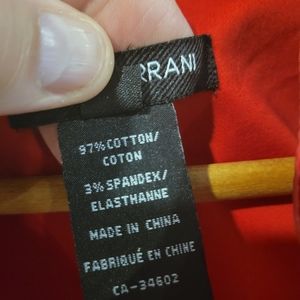 RRANI
97%COTTON/
COTON
3%SPANDEX/
ELASTHANNE
MADE IN CHINA
FABRIQUÉ EN CHINE
CA-34602